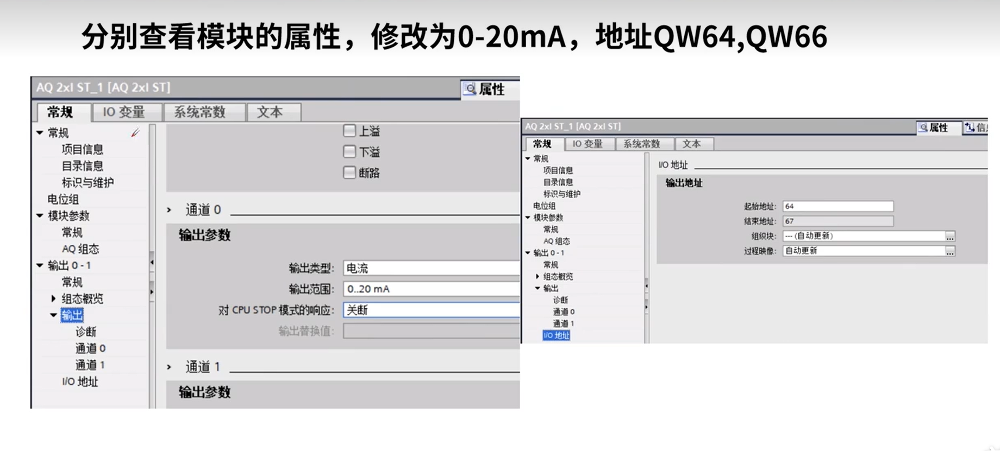 分别查看模块的属性，修改为0-20mA，地址QW64,QW66
AQ 2xI ST_1 [AQ 2xI ST]
属性
常规
IO 变量
系统常数
文本
常规
项目信息
目录信息
标识与维护
电位组
模块参数
常规
AQ 组态
输出 0 - 1
常规
组态概览
输出
诊断
通道 0
通道 1
I/O 地址
上溢
下溢
断路
通道 0
输出参数
输出类型: 电流
输出范围: 0..20 mA
对 CPU STOP 模式的响应: 关断
输出替换值:
通道 1
输出参数
AQ 2xI ST_1 [AQ 2xI ST]
属性
常规
IO 变量
系统常数
文本
常规
项目信息
目录信息
标识与维护
电位组
模块参数
常规
AQ 组态
输出 0 - 1
常规
组态概览
输出
诊断
通道 0
通道 1
I/O 地址
I/O 地址
输出地址
起始地址: 64
结束地址: 67
组织块: --- (自动更新) ...
过程映像: 自动更新 ...